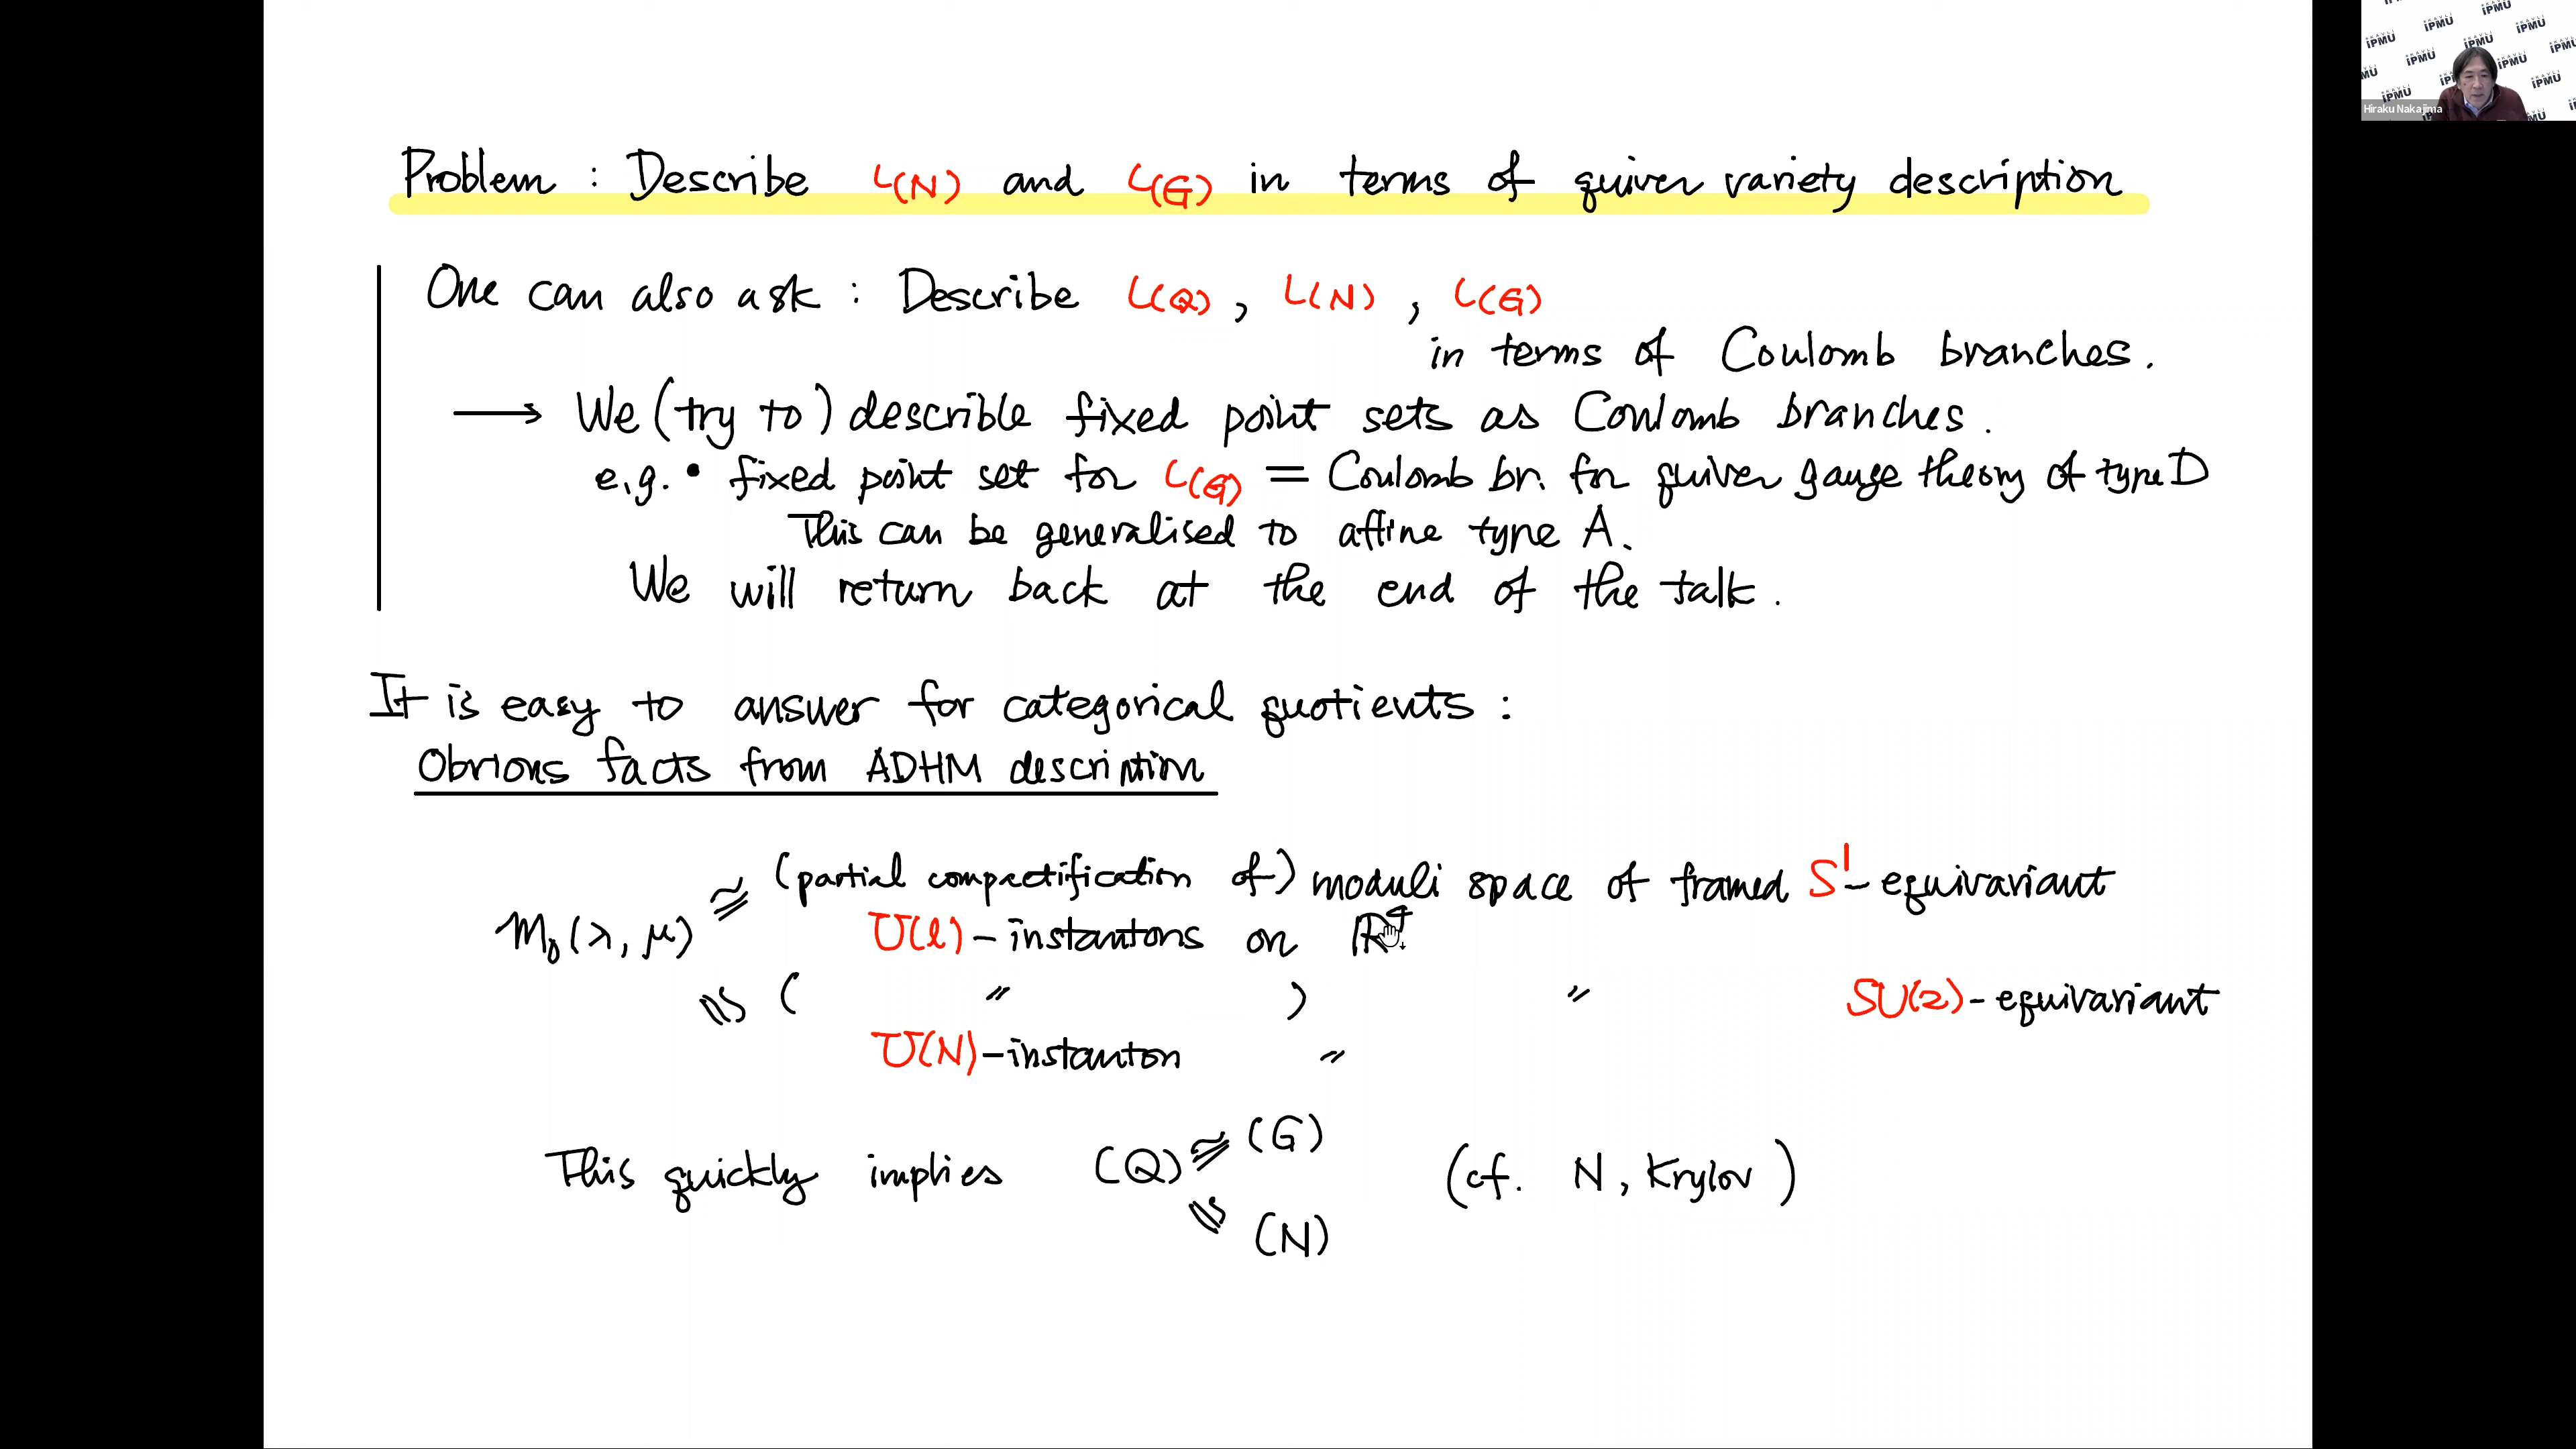 Problem : Describe ι(N) and ι(G) in terms of quiver variety description
One can also ask : Describe ι(Q) , ι(N) , ι(G)
in terms of Coulomb branches.
⟶ We (try to) describle fixed point sets as Coulomb branches.
e.g. • fixed point set for ι(G) = Coulomb br. for quiver gauge theory of type D
This can be generalised to affine type A.
We will return back at the end of the talk.
It is easy to answer for categorical quotients :
Obvious facts from ADHM description
M₀(λ, μ) ≅ (partial compactification of) moduli space of framed S¹-equivariant
U(ℓ)-instantons on ℝ⁴
≅ ( 〃 ) 〃 SU(2)-equivariant
U(N)-instanton 〃
This quickly implies (Q) ≅ (G) (cf. N, Krylov)
≅ (N)
Hiraku Nakajima
iPMU